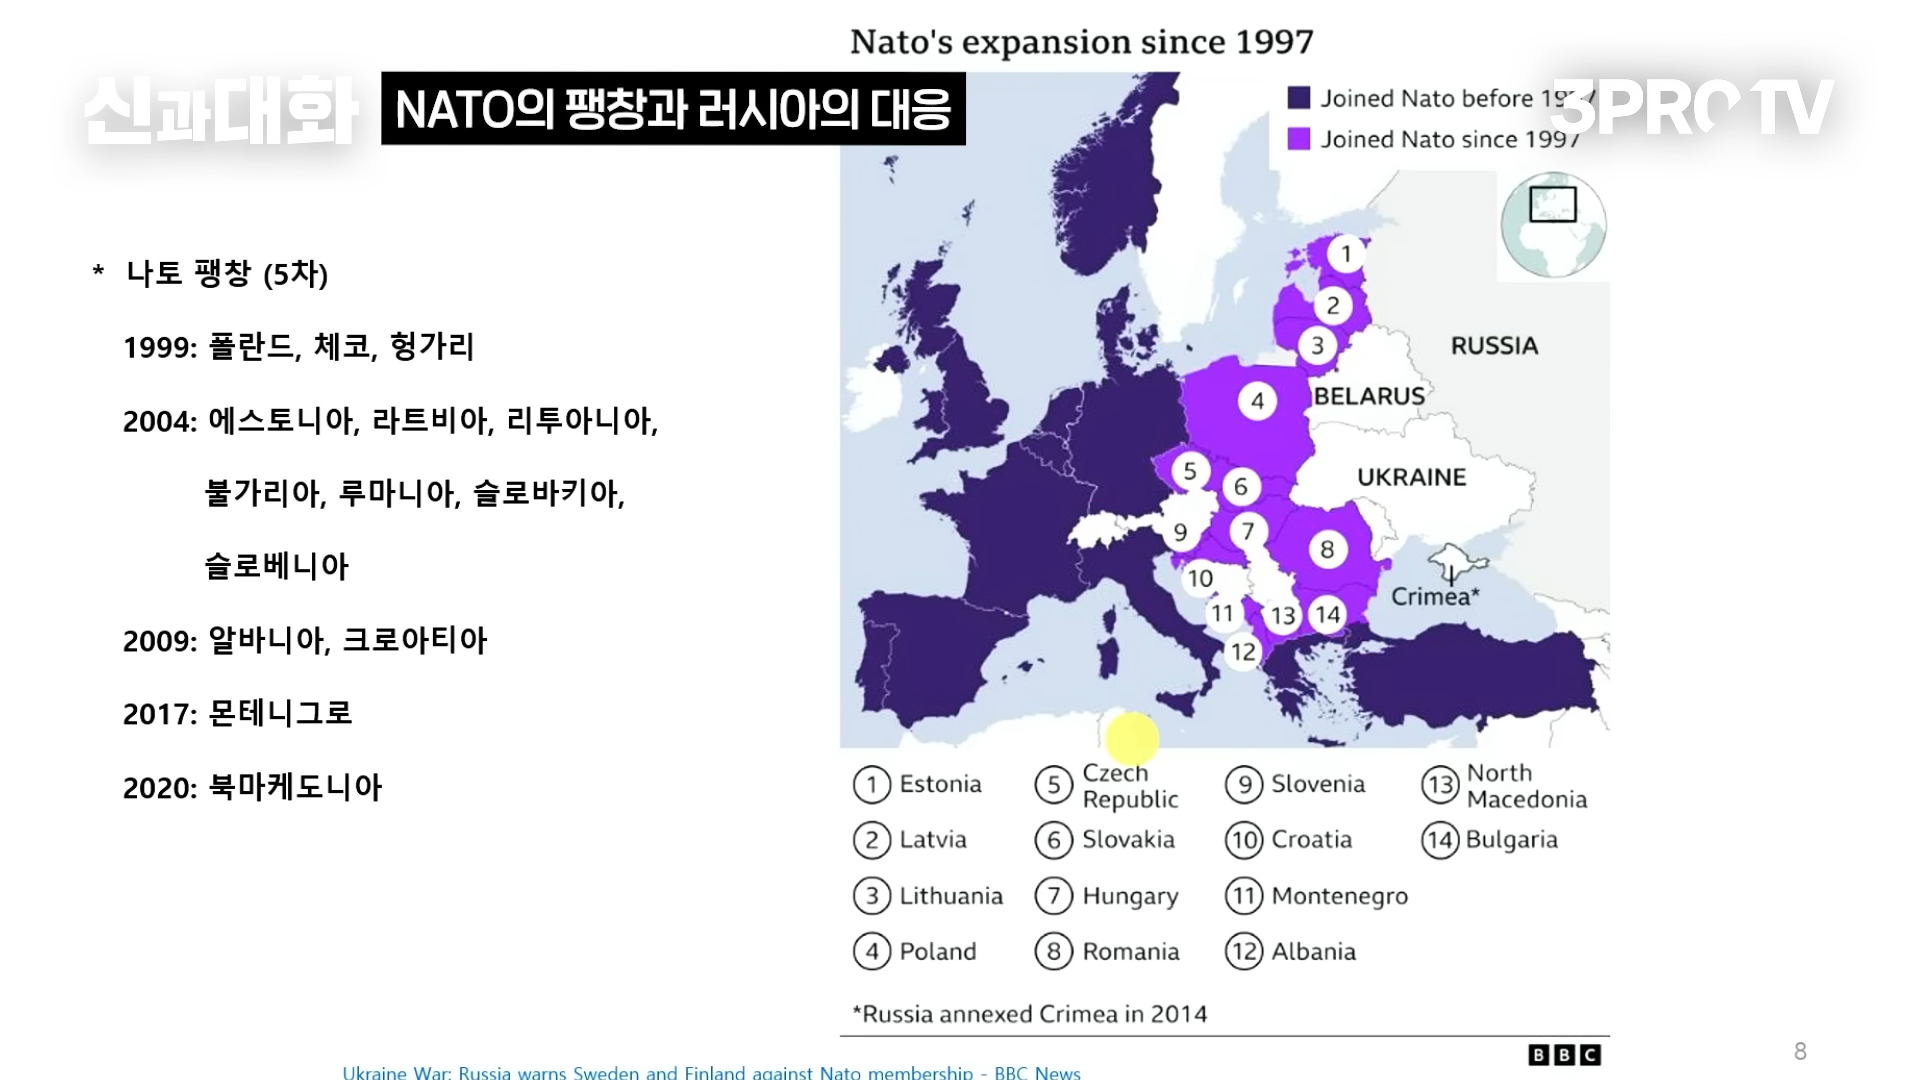 Nato's expansion since 1997
신과대화
NATO의 팽창과 러시아의 대응
Joined Nato before
3PROTV
Joined Nato since 1997
* 나토 팽창 (5차)
1999: 폴란드, 체코, 헝가리
2004: 에스토니아, 라트비아, 리투아니아,
불가리아, 루마니아, 슬로바키아,
슬로베니아
2009: 알바니아, 크로아티아
2017: 몬테니그로
2020: 북마케도니아
1
2
3
RUSSIA
4
BELARUS
5
6
UKRAINE
9
7
8
10
Crimea*
11
13
14
12
1 Estonia
2 Latvia
3 Lithuania
4 Poland
5 Czech
Republic
6 Slovakia
7 Hungary
8 Romania
9 Slovenia
10 Croatia
11 Montenegro
12 Albania
13 North
Macedonia
14 Bulgaria
*Russia annexed Crimea in 2014
BBC
8
Ukraine War: Russia warns Sweden and Finland against Nato membership - BBC News